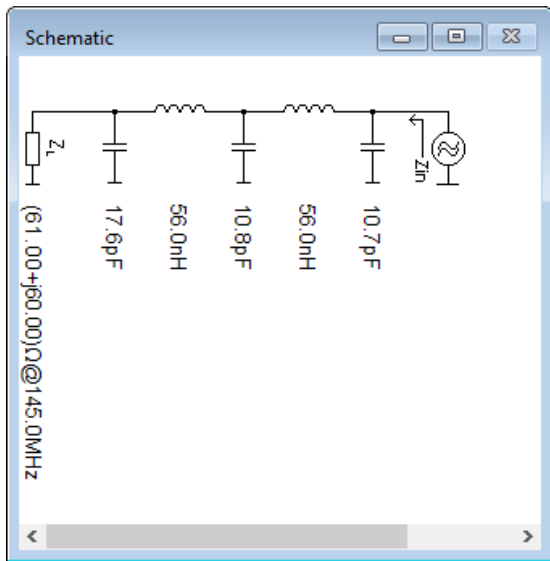 Schematic
ZL
Zin
(61.00+j60.00)Ω@145.0MHz
17.6pF
56.0nH
10.8pF
56.0nH
10.7pF